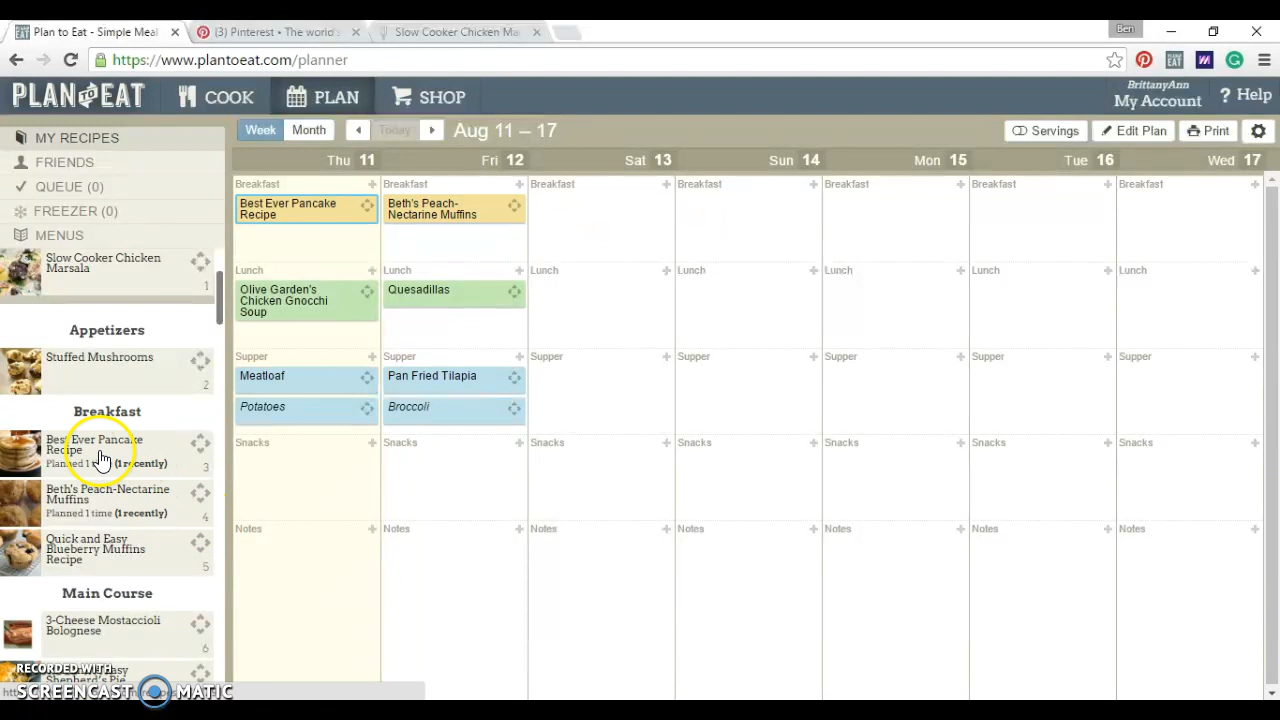 Plan to Eat - Simple Meal
(3) Pinterest • The world's
Slow Cooker Chicken Ma
Ben
https://www.plantoeat.com/planner
PLAN TO EAT
COOK
PLAN
SHOP
BrittanyAnn
My Account
? Help
MY RECIPES
FRIENDS
QUEUE (0)
FREEZER (0)
MENUS
Week
Month
Today
Aug 11 – 17
Servings
Edit Plan
Print
Thu 11
Fri 12
Sat 13
Sun 14
Mon 15
Tue 16
Wed 17
Breakfast
Breakfast
Breakfast
Breakfast
Breakfast
Breakfast
Breakfast
Best Ever Pancake
Recipe
Beth's Peach-
Nectarine Muffins
Lunch
Lunch
Lunch
Lunch
Lunch
Lunch
Lunch
Olive Garden's
Chicken Gnocchi
Soup
Quesadillas
Supper
Supper
Supper
Supper
Supper
Supper
Supper
Meatloaf
Pan Fried Tilapia
Potatoes
Broccoli
Snacks
Snacks
Snacks
Snacks
Snacks
Snacks
Snacks
Notes
Notes
Notes
Notes
Notes
Notes
Notes
Slow Cooker Chicken
Marsala
1
Appetizers
Stuffed Mushrooms
2
Breakfast
Best Ever Pancake
Recipe
Planned 1 (1 recently)
3
Beth's Peach-Nectarine
Muffins
Planned 1 time (1 recently)
4
Quick and Easy
Blueberry Muffins
Recipe
5
Main Course
3-Cheese Mostaccioli
Bolognese
6
Shepherd's Pie
RECORDED WITH
SCREENCAST MATIC